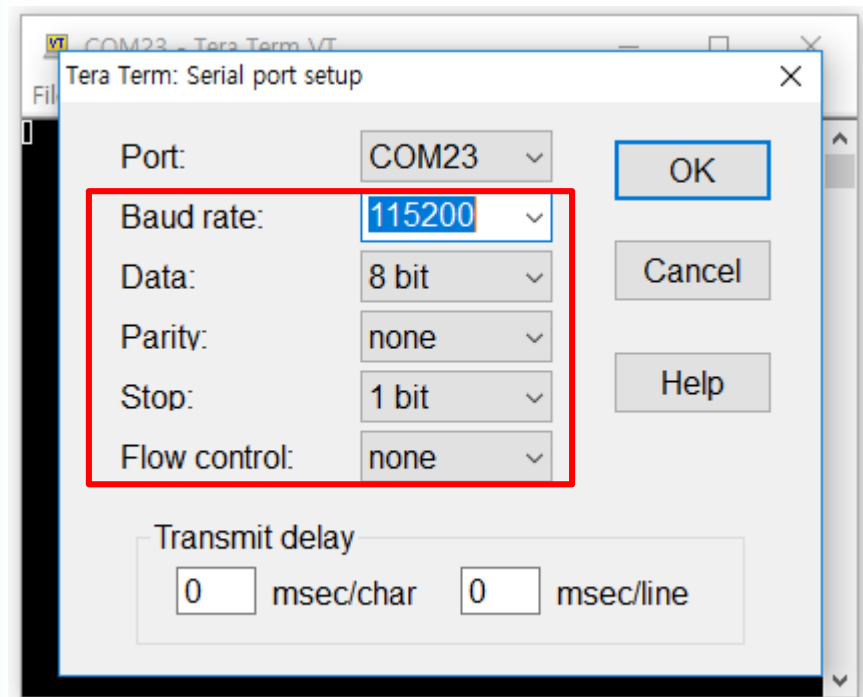 VT COM23 - Tera Term VT
Fil
Tera Term: Serial port setup
Port: COM23
OK
Baud rate: 115200
Data: 8 bit
Cancel
Parity: none
Stop: 1 bit
Help
Flow control: none
Transmit delay
0 msec/char 0 msec/line